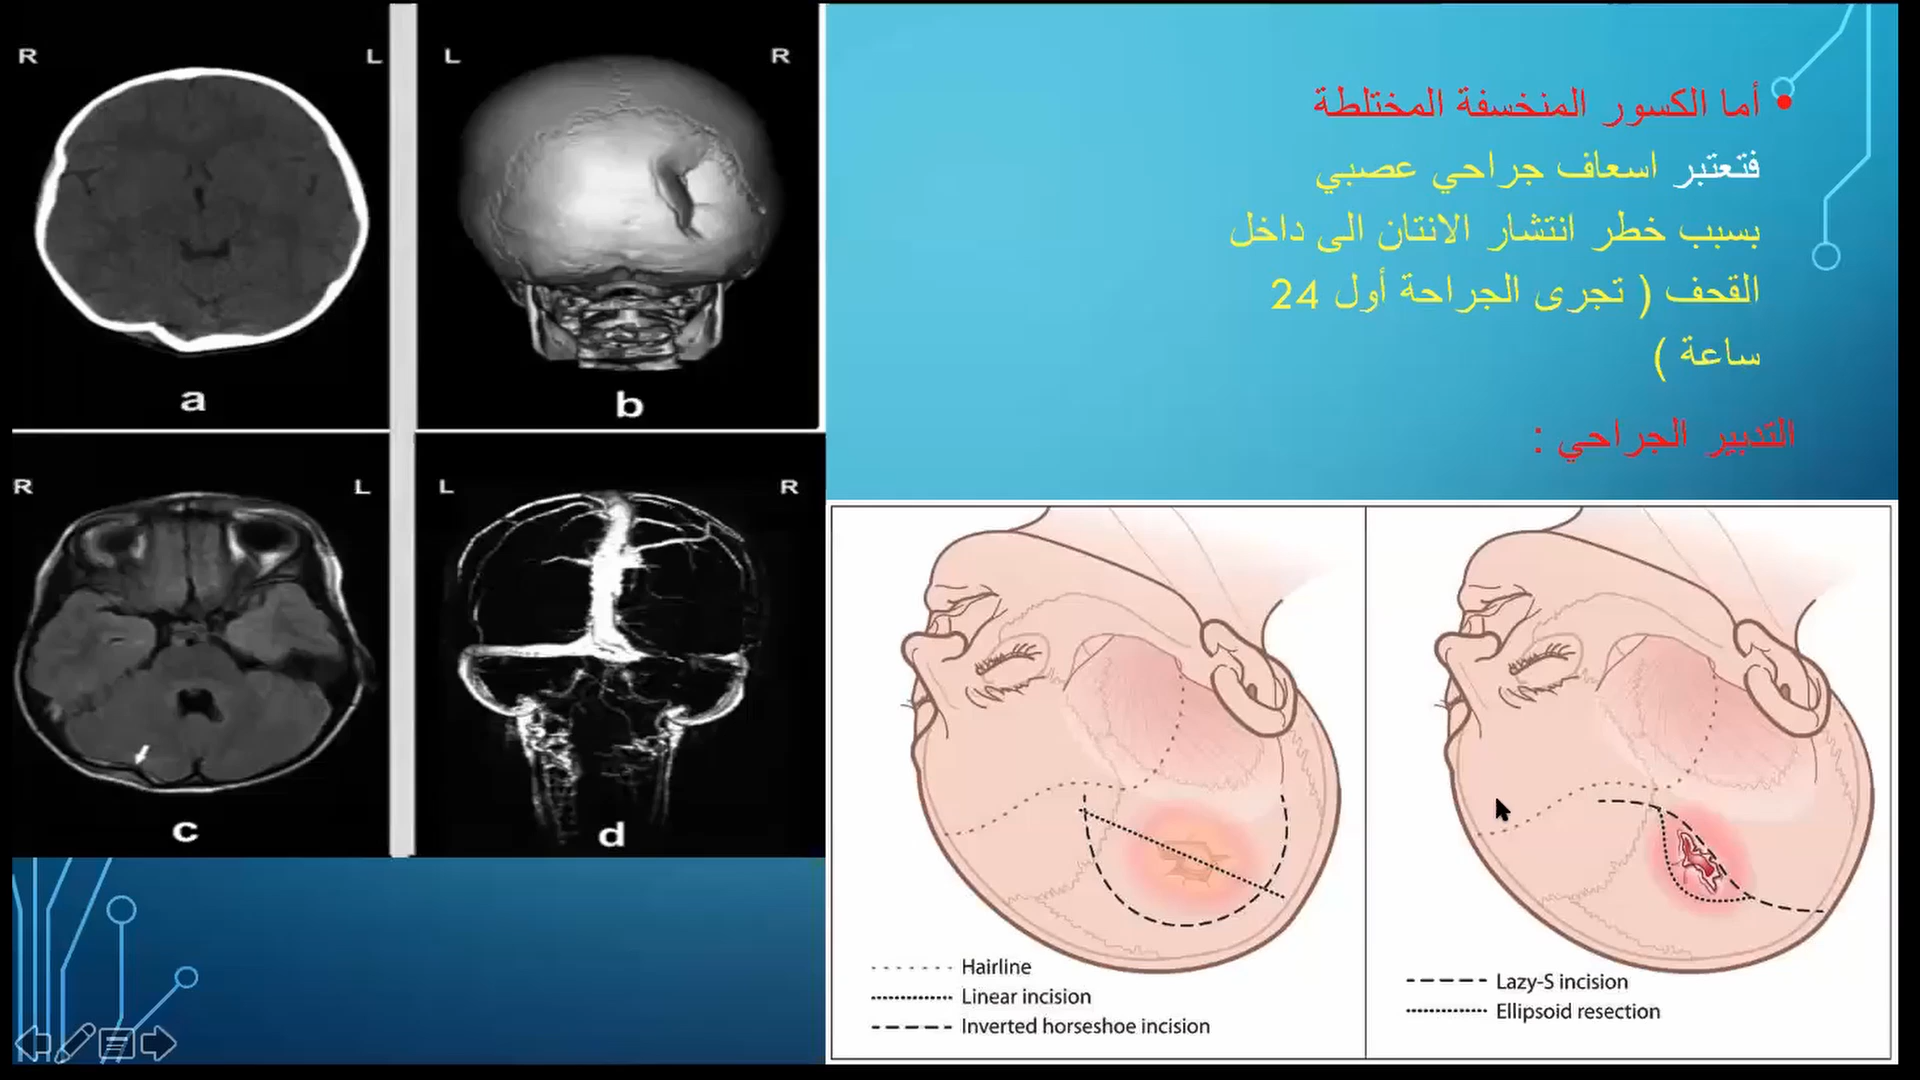 أما الكسور المنخسفة المختلطة
فتعتبر اسعاف جراحي عصبي
بسبب خطر انتشار الانتان الى داخل
القحف ( تجرى الجراحة أول 24
ساعة )
التدبير الجراحي :
R L
a
L R
b
R L
c
L R
d
Hairline
Linear incision
Inverted horseshoe incision
Lazy-S incision
Ellipsoid resection